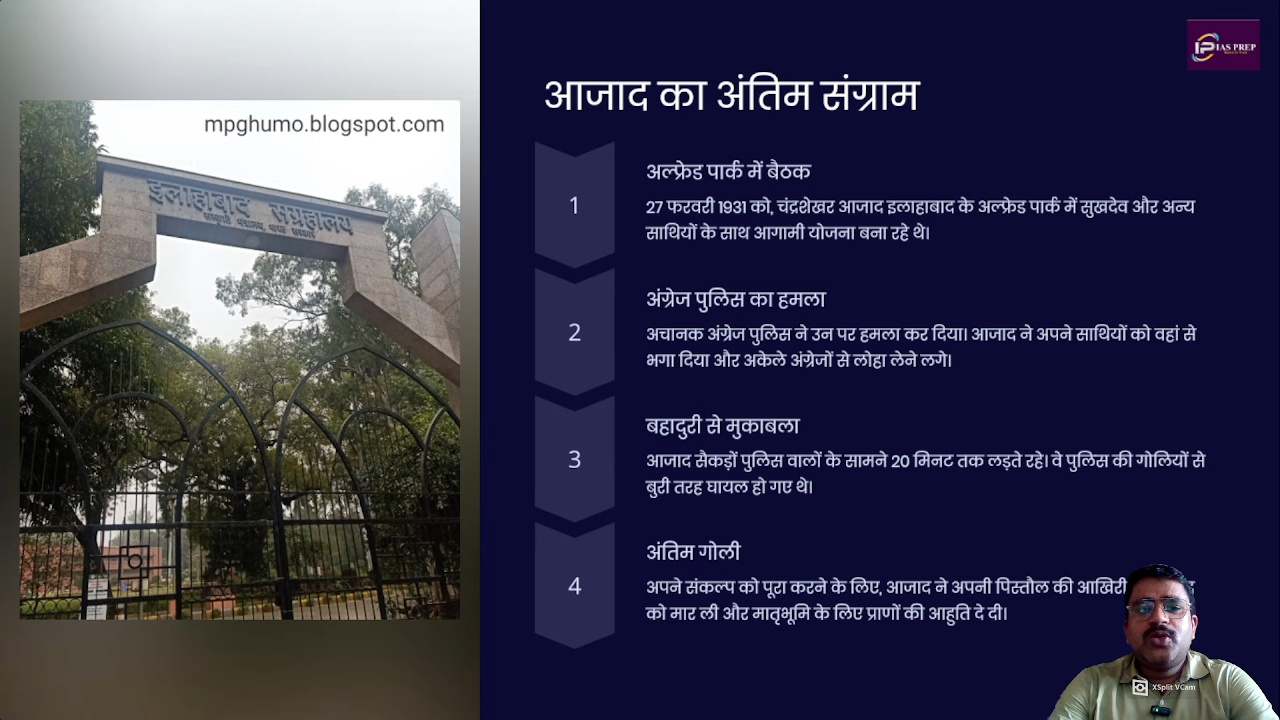 mpghumo.blogspot.com
इलाहाबाद संग्रहालय
IAS PREP
आजाद का अंतिम संग्राम
1
अल्फ्रेड पार्क में बैठक
27 फरवरी 1931 को, चंद्रशेखर आजाद इलाहाबाद के अल्फ्रेड पार्क में सुखदेव और अन्य
साथियों के साथ आगामी योजना बना रहे थे।
2
अंग्रेज पुलिस का हमला
अचानक अंग्रेज पुलिस ने उन पर हमला कर दिया। आजाद ने अपने साथियों को वहां से
भगा दिया और अकेले अंग्रेजों से लोहा लेने लगे।
3
बहादुरी से मुकाबला
आजाद सैकड़ों पुलिस वालों के सामने 20 मिनट तक लड़ते रहे। वे पुलिस की गोलियों से
बुरी तरह घायल हो गए थे।
4
अंतिम गोली
अपने संकल्प को पूरा करने के लिए, आजाद ने अपनी पिस्तौल की आखिरी
को मार ली और मातृभूमि के लिए प्राणों की आहुति दे दी।
XSplit VCam